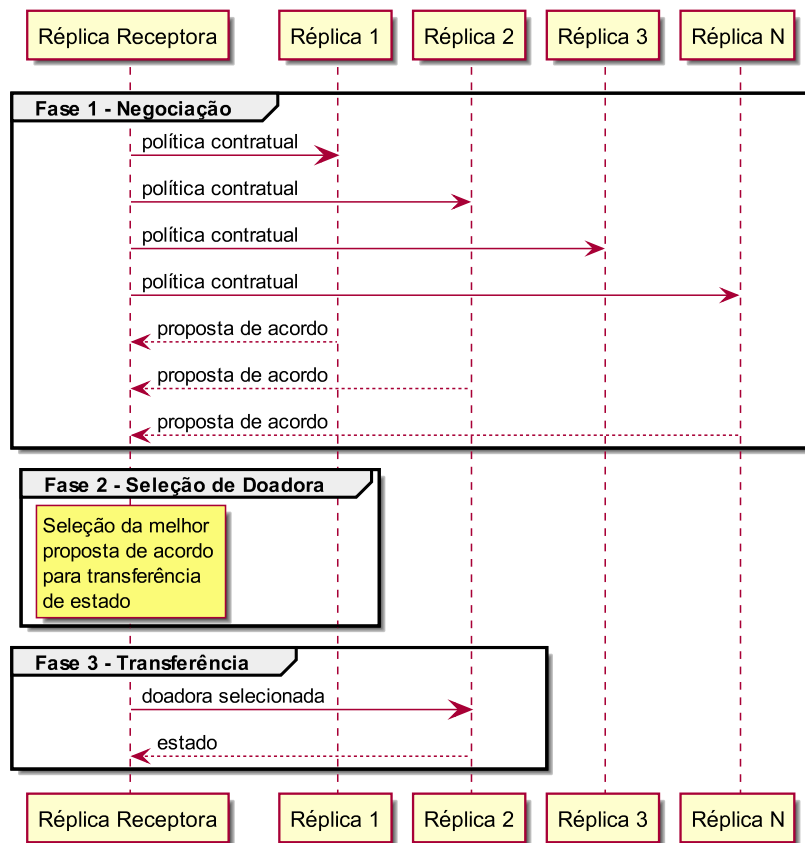 Réplica Receptora
Réplica 1
Réplica 2
Réplica 3
Réplica N
Fase 1 - Negociação
política contratual
política contratual
política contratual
política contratual
proposta de acordo
proposta de acordo
proposta de acordo
Fase 2 - Seleção de Doadora
Seleção da melhor
proposta de acordo
para transferência
de estado
Fase 3 - Transferência
doadora selecionada
estado
Réplica Receptora
Réplica 1
Réplica 2
Réplica 3
Réplica N